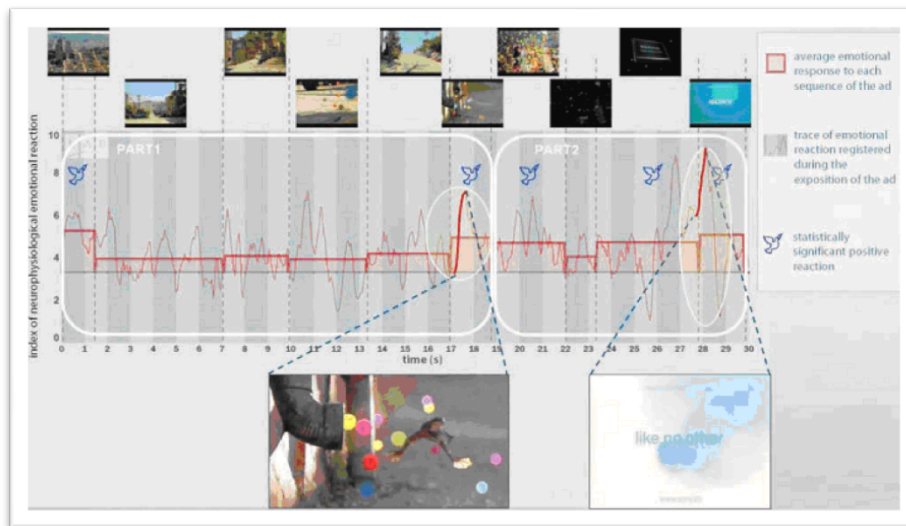 average emotional
response to each
sequence of the ad
trace of emotional
reaction registered
during the
exposition of the ad
statistically
significant positive
reaction
index of neurophysiological emotional reaction
10
8
6
4
2
0
PART1
PART2
0 1 2 3 4 5 6 7 8 9 10 11 12 13 14 15 16 17 18 19 20 21 22 23 24 25 26 27 28 29 30
time (s)
like no other